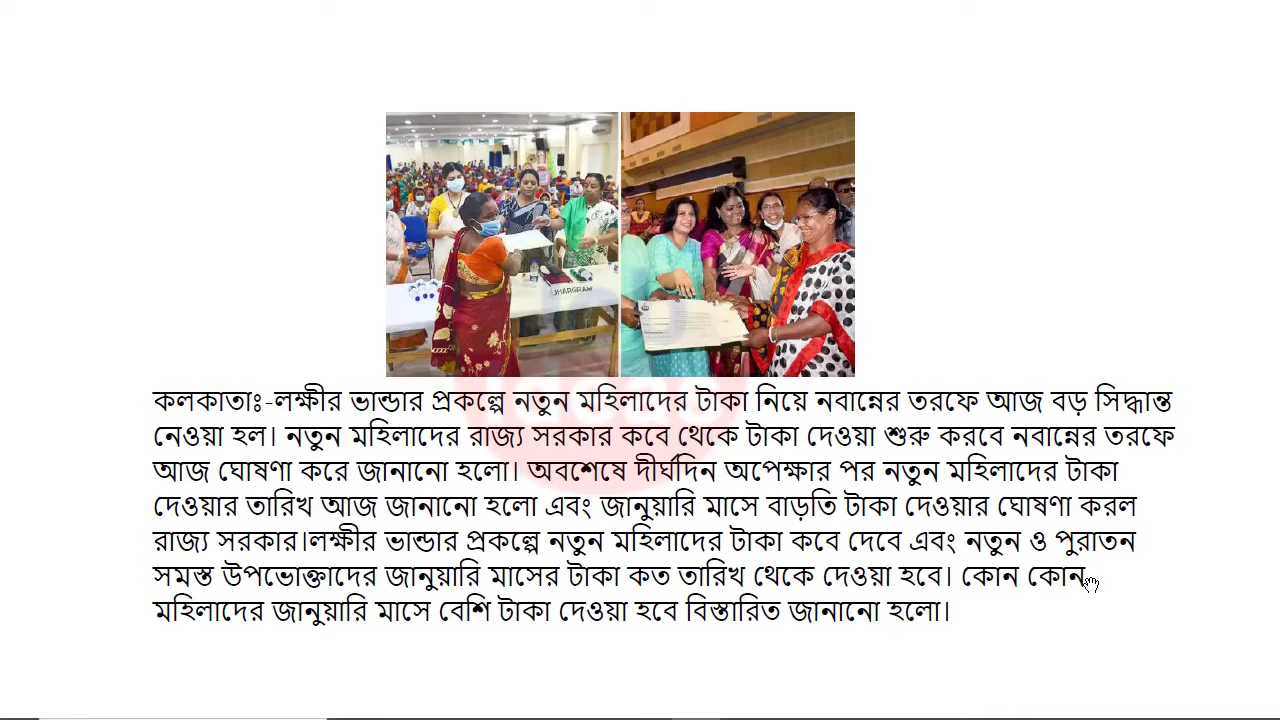 JHARGRAM
কলকাতাঃ-লক্ষীর ভান্ডার প্রকল্পে নতুন মহিলাদের টাকা নিয়ে নবান্নের তরফে আজ বড় সিদ্ধান্ত
নেওয়া হল। নতুন মহিলাদের রাজ্য সরকার কবে থেকে টাকা দেওয়া শুরু করবে নবান্নের তরফে
আজ ঘোষণা করে জানানো হলো। অবশেষে দীর্ঘদিন অপেক্ষার পর নতুন মহিলাদের টাকা
দেওয়ার তারিখ আজ জানানো হলো এবং জানুয়ারি মাসে বাড়তি টাকা দেওয়ার ঘোষণা করল
রাজ্য সরকার।লক্ষীর ভান্ডার প্রকল্পে নতুন মহিলাদের টাকা কবে দেবে এবং নতুন ও পুরাতন
সমস্ত উপভোক্তাদের জানুয়ারি মাসের টাকা কত তারিখ থেকে দেওয়া হবে। কোন কোন
মহিলাদের জানুয়ারি মাসে বেশি টাকা দেওয়া হবে বিস্তারিত জানানো হলো।